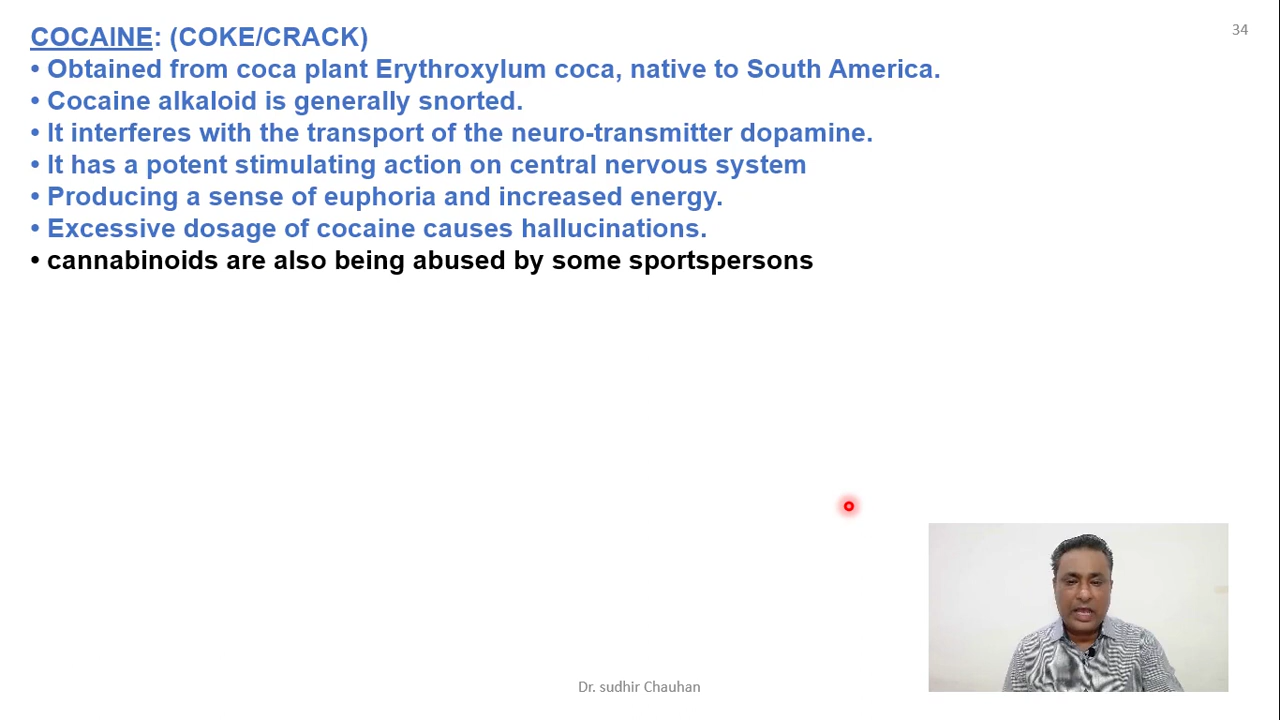 34
COCAINE: (COKE/CRACK)
• Obtained from coca plant Erythroxylum coca, native to South America.
• Cocaine alkaloid is generally snorted.
• It interferes with the transport of the neuro-transmitter dopamine.
• It has a potent stimulating action on central nervous system
• Producing a sense of euphoria and increased energy.
• Excessive dosage of cocaine causes hallucinations.
• cannabinoids are also being abused by some sportspersons
Dr. sudhir Chauhan